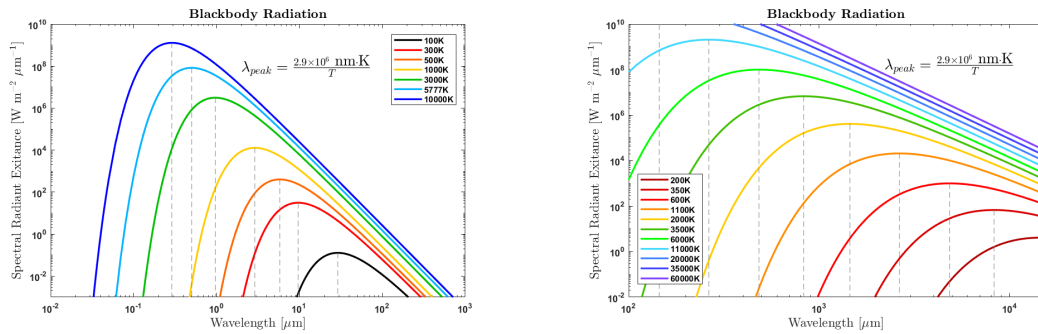 Blackbody Radiation
Spectral Radiant Exitance [W m⁻² μm⁻¹]
10⁸
10⁶
10⁴
10²
10⁰
10⁻²
λ_peak = 2.9×10⁶ nm·K / T
100K
300K
500K
1000K
3000K
5777K
10000K
10⁻² 10⁻¹ 10⁰ 10¹ 10² 10³
Wavelength [μm]
Blackbody Radiation
Spectral Radiant Exitance [W m⁻² μm⁻¹]
10¹⁰
10⁸
10⁶
10⁴
10²
10⁰
10⁻²
λ_peak = 2.9×10⁶ nm·K / T
200K
350K
600K
1100K
2000K
3500K
6000K
11000K
20000K
35000K
60000K
10² 10³ 10⁴
Wavelength [μm]